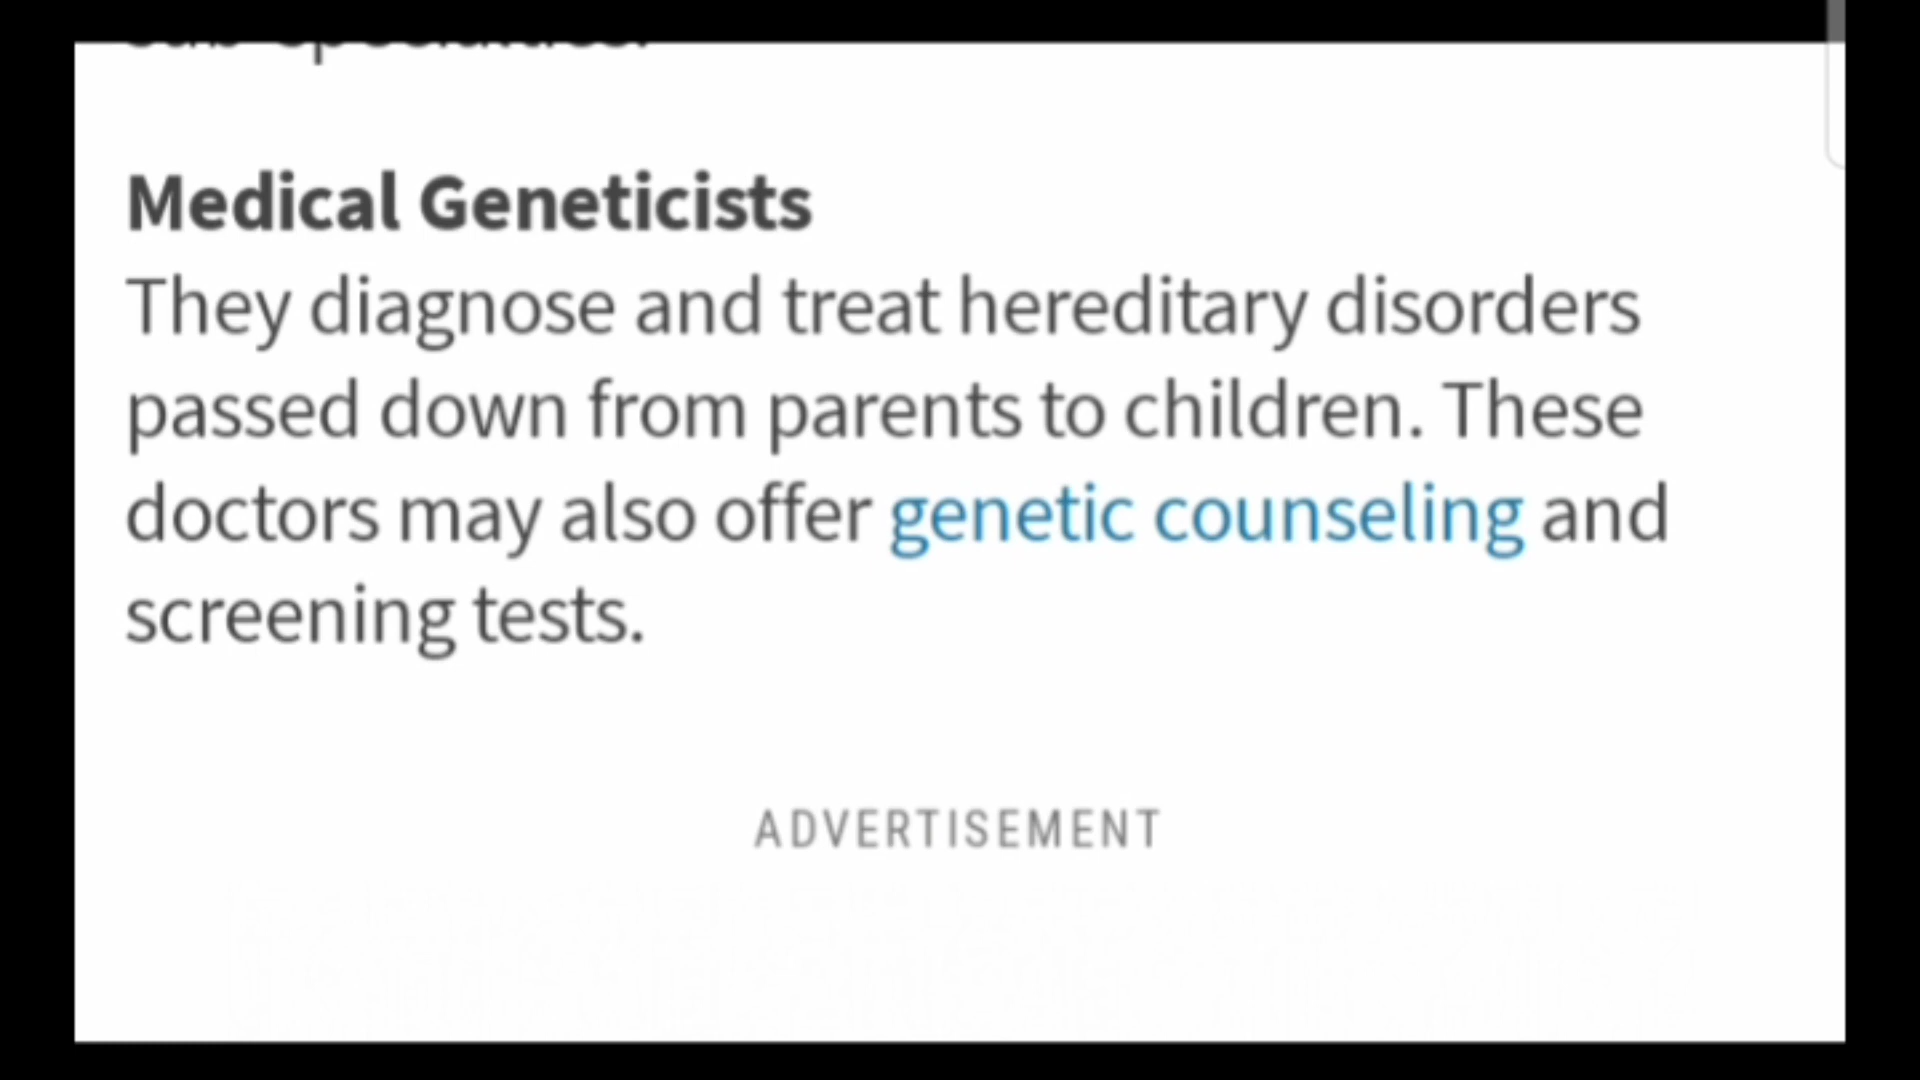 Medical Geneticists
They diagnose and treat hereditary disorders
passed down from parents to children. These
doctors may also offer genetic counseling and
screening tests.
ADVERTISEMENT